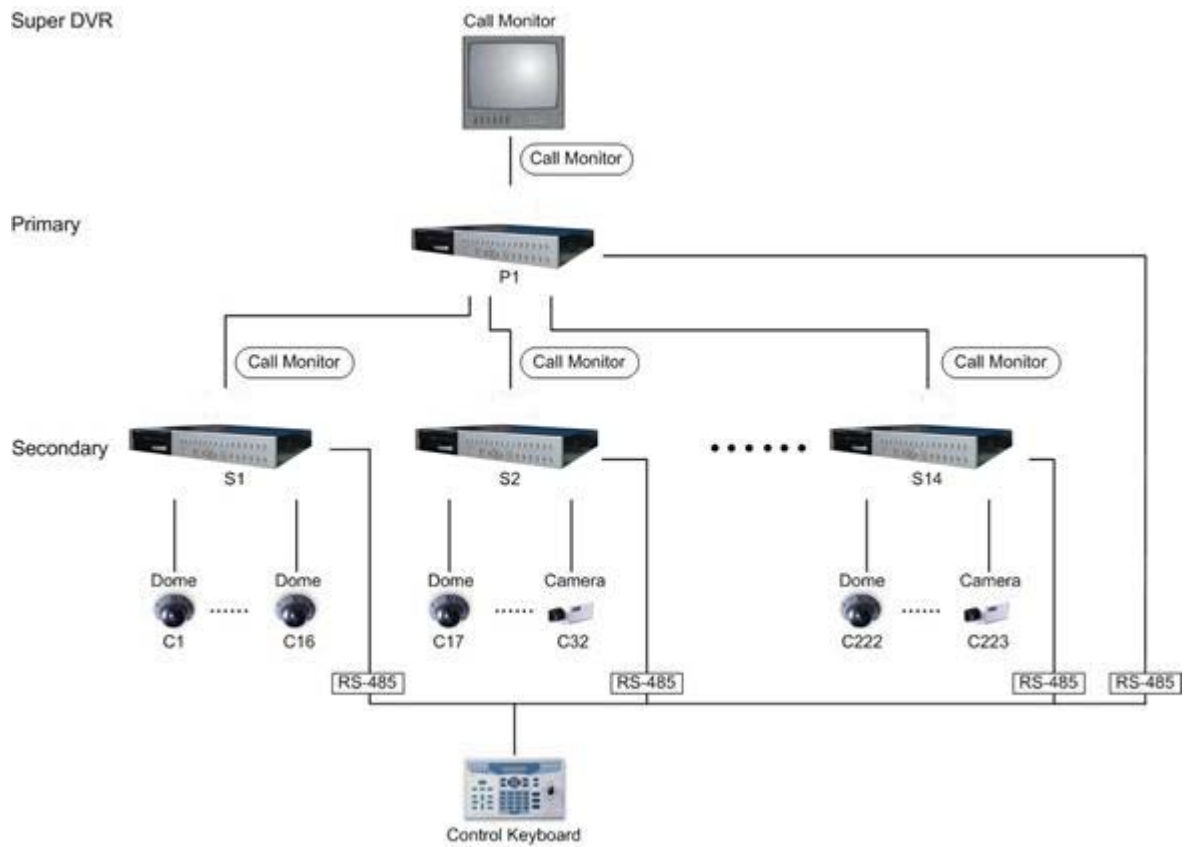 Super DVR
Call Monitor
Call Monitor
Primary
P1
Call Monitor
Call Monitor
Call Monitor
Secondary
S1
S2
S14
Dome
Dome
Dome
Camera
Dome
Camera
C1
C16
C17
C32
C222
C223
RS-485
RS-485
RS-485
RS-485
Control Keyboard